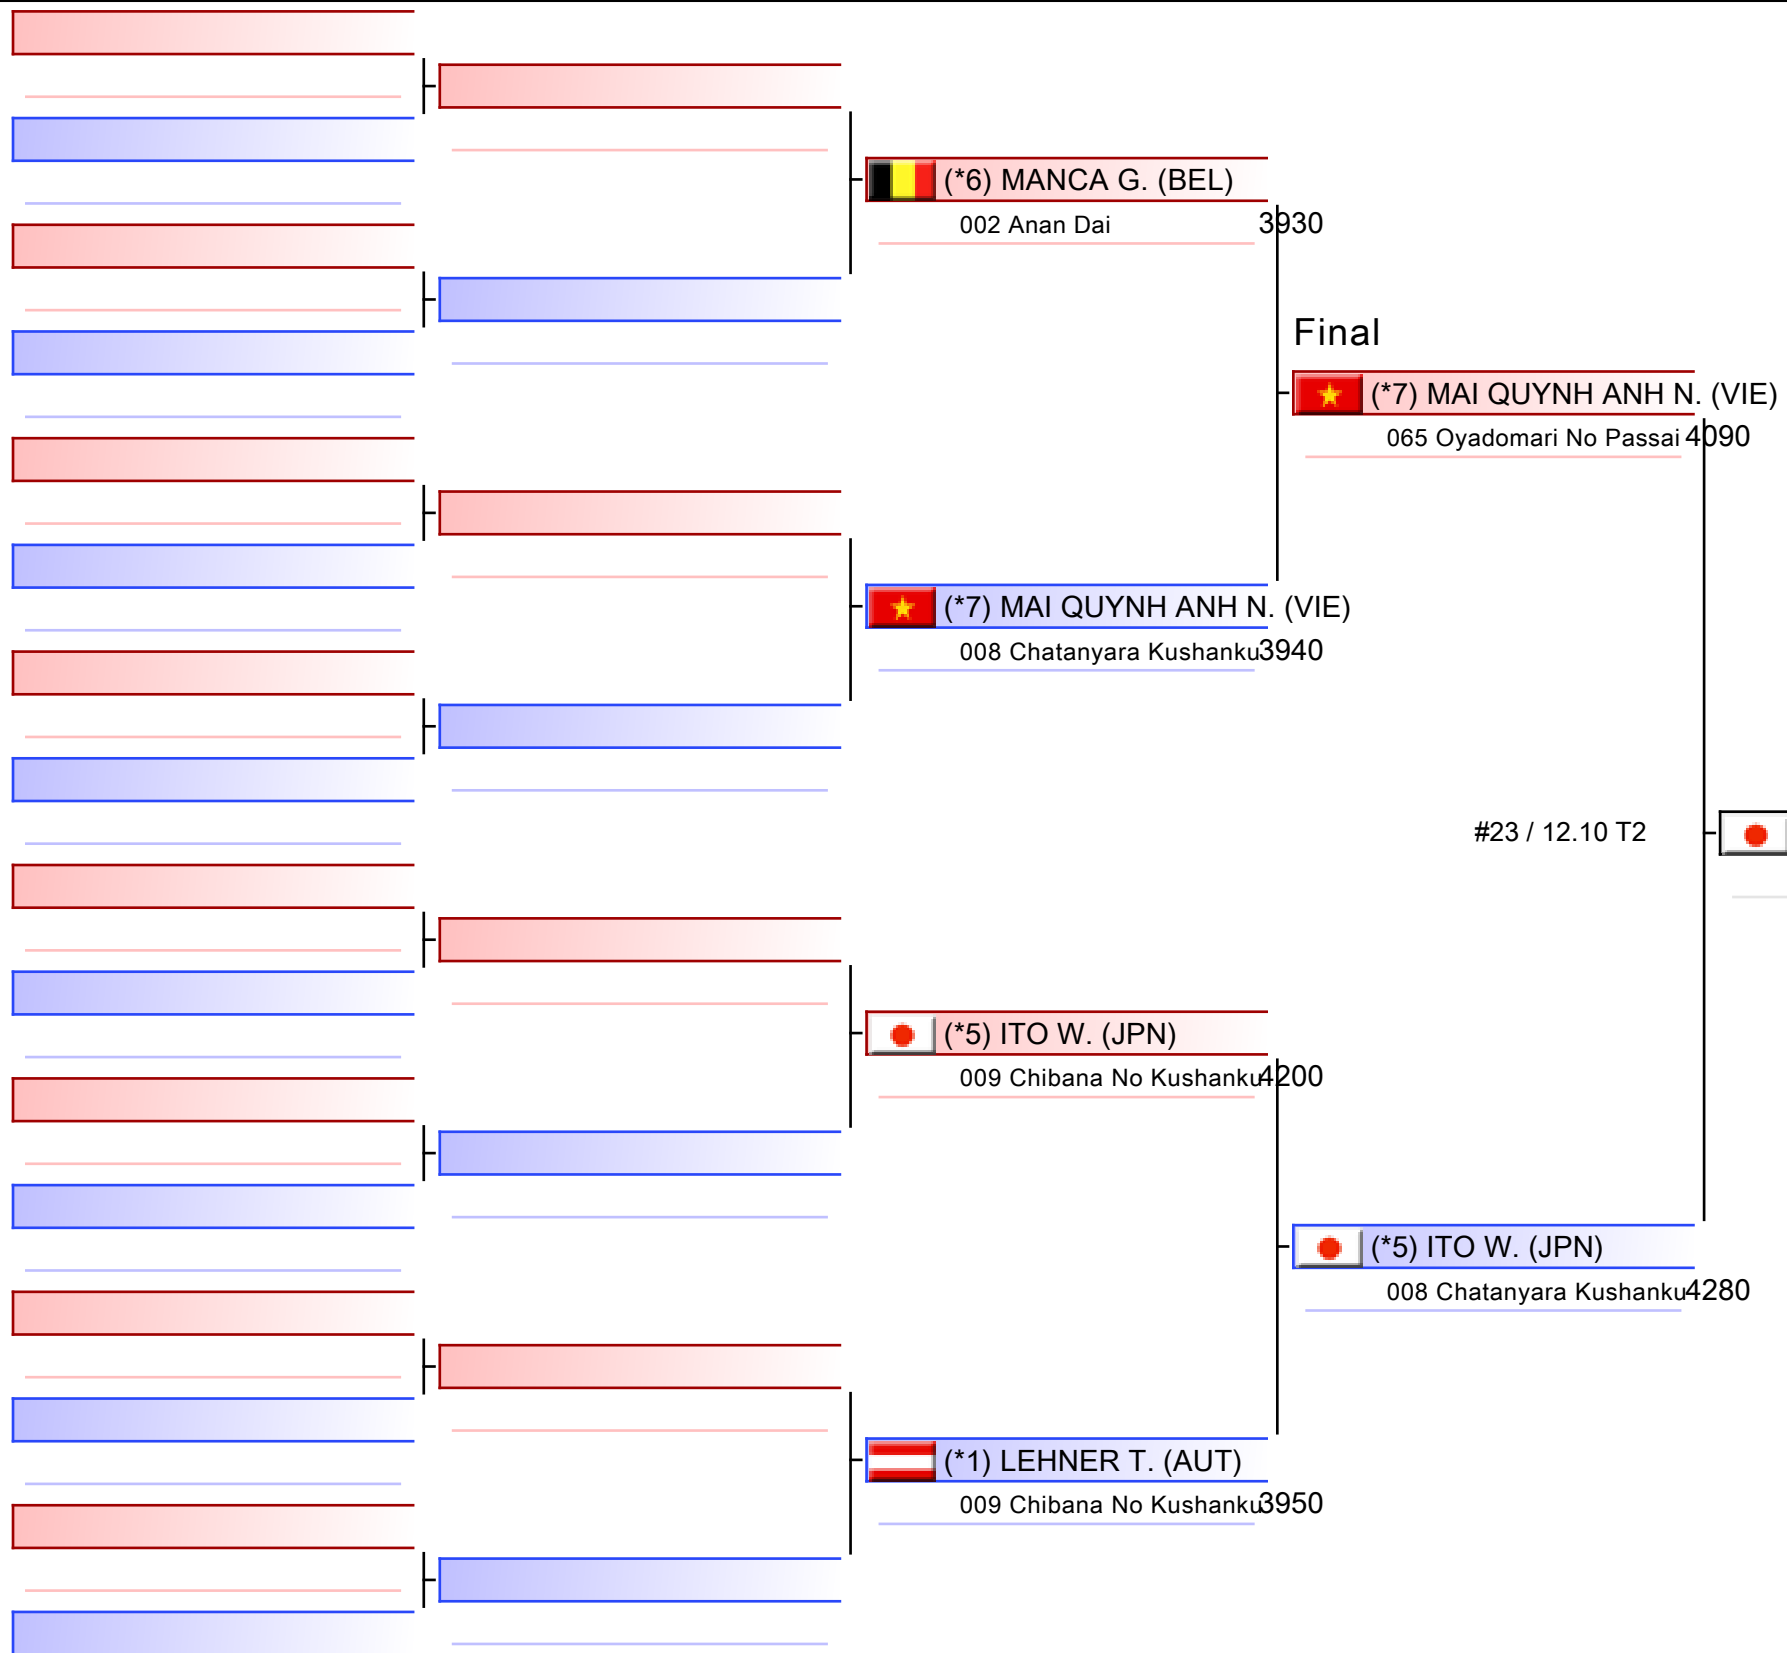 (*6) MANCA G. (BEL)
002 Anan Dai 3930
Final
(*7) MAI QUYNH ANH N. (VIE)
065 Oyadomari No Passai 4090
(*7) MAI QUYNH ANH N. (VIE)
008 Chatanyara Kushanku 3940
#23 / 12.10 T2
(*5) ITO W. (JPN)
009 Chibana No Kushanku 4200
(*5) ITO W. (JPN)
008 Chatanyara Kushanku 4280
(*1) LEHNER T. (AUT)
009 Chibana No Kushanku 3950